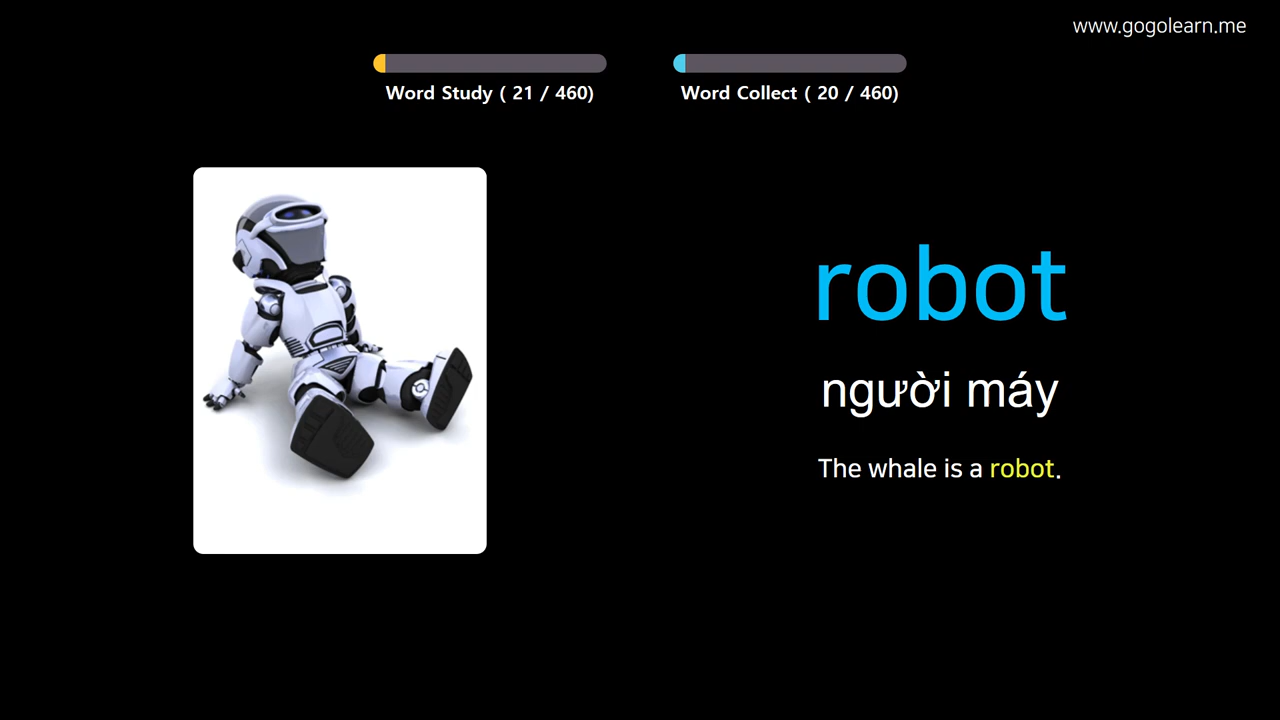 www.gogolearn.me
Word Study ( 21 / 460)
Word Collect ( 20 / 460)
robot
người máy
The whale is a robot.